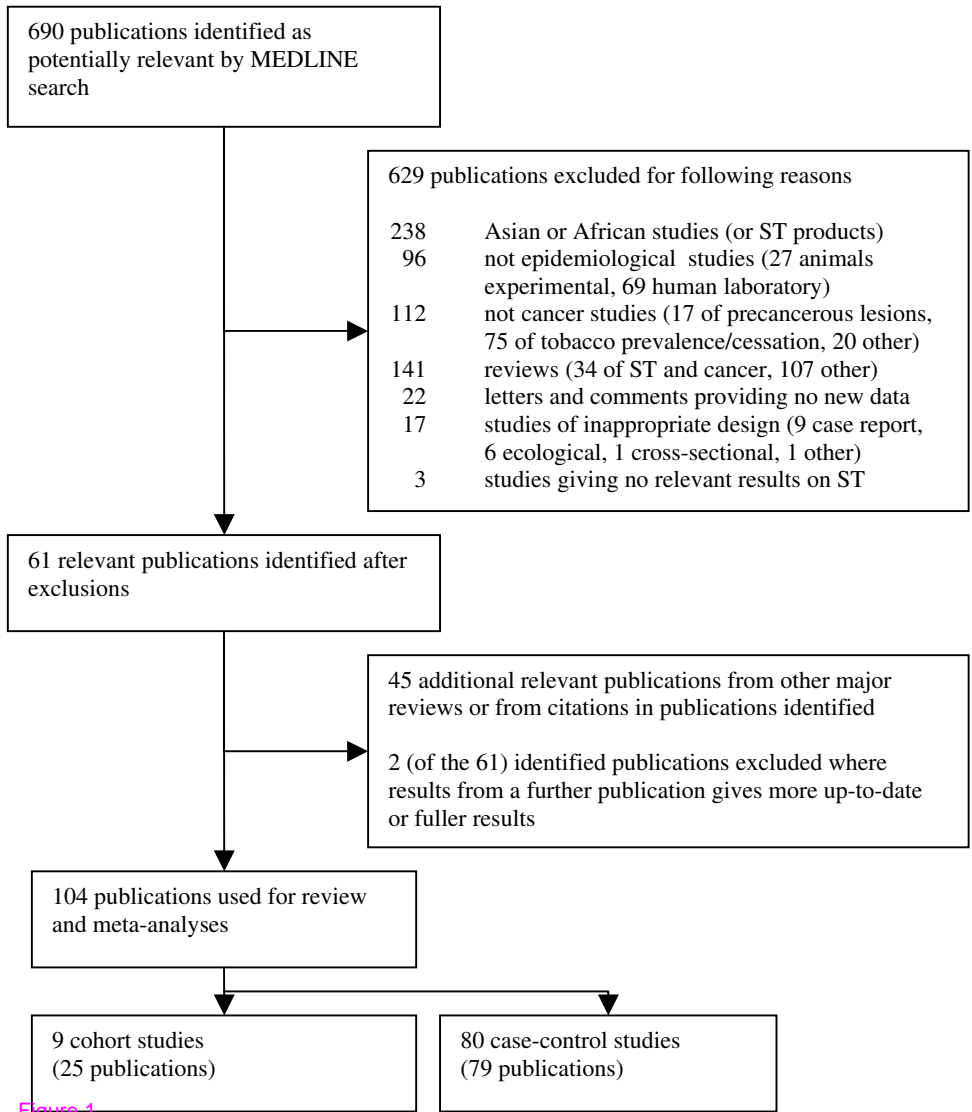 690 publications identified as
potentially relevant by MEDLINE
search
629 publications excluded for following reasons
238 Asian or African studies (or ST products)
96 not epidemiological studies (27 animals
experimental, 69 human laboratory)
112 not cancer studies (17 of precancerous lesions,
75 of tobacco prevalence/cessation, 20 other)
141 reviews (34 of ST and cancer, 107 other)
22 letters and comments providing no new data
17 studies of inappropriate design (9 case report,
6 ecological, 1 cross-sectional, 1 other)
3 studies giving no relevant results on ST
61 relevant publications identified after
exclusions
45 additional relevant publications from other major
reviews or from citations in publications identified
2 (of the 61) identified publications excluded where
results from a further publication gives more up-to-date
or fuller results
104 publications used for review
and meta-analyses
9 cohort studies
(25 publications)
80 case-control studies
(79 publications)
Figure 1